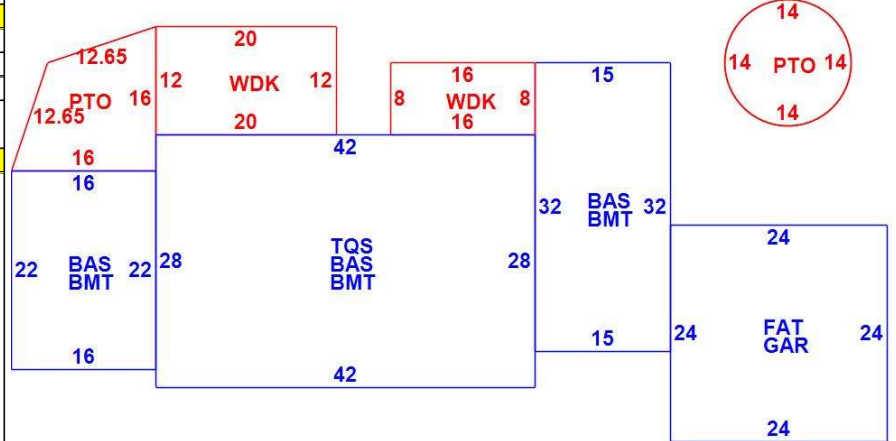 14
14 PTO 14
14
12.65
12.65
PTO
16
16
20
12
WDK
12
20
16
8
WDK
8
16
15
32
BAS
BMT
32
15
16
22
BAS
BMT
22
16
42
28
TQS
BAS
BMT
28
42
24
24
FAT
GAR
24
24